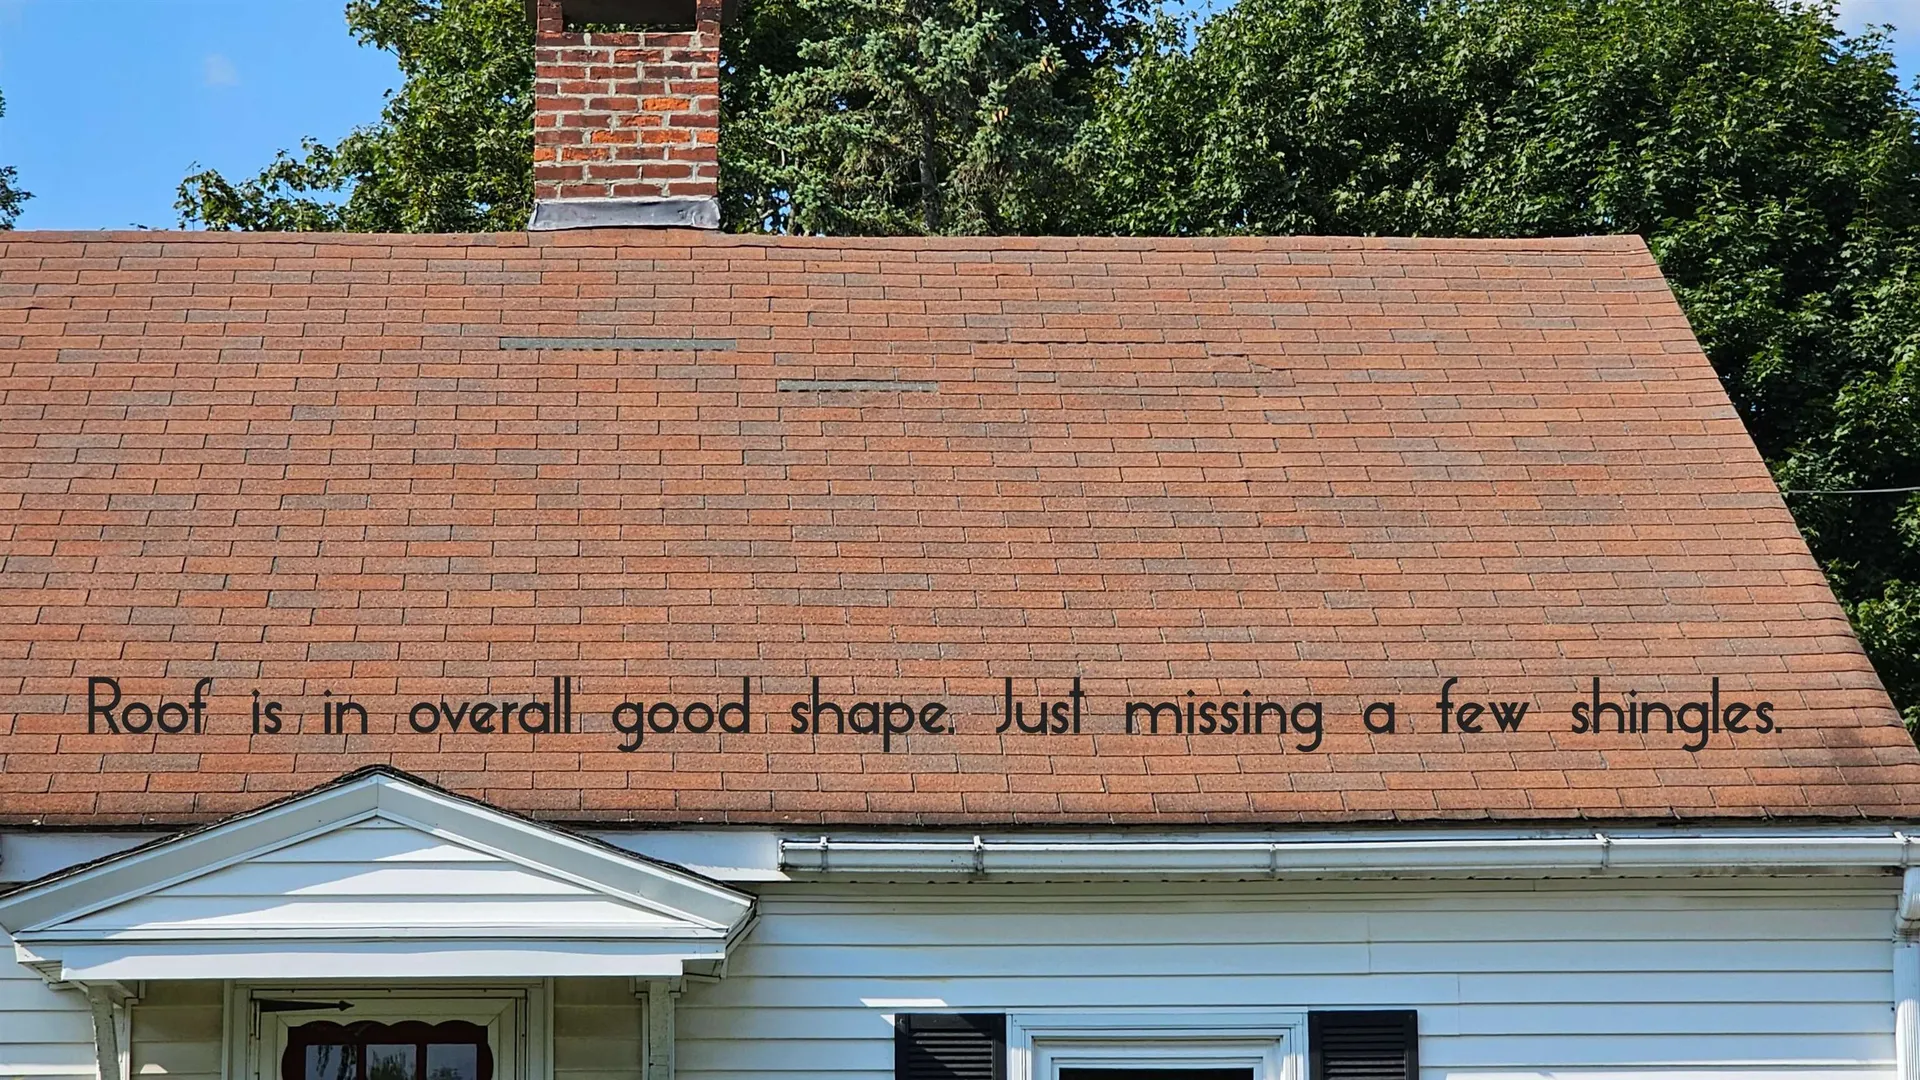 Roof is in overall good shape. Just missing a few shingles.